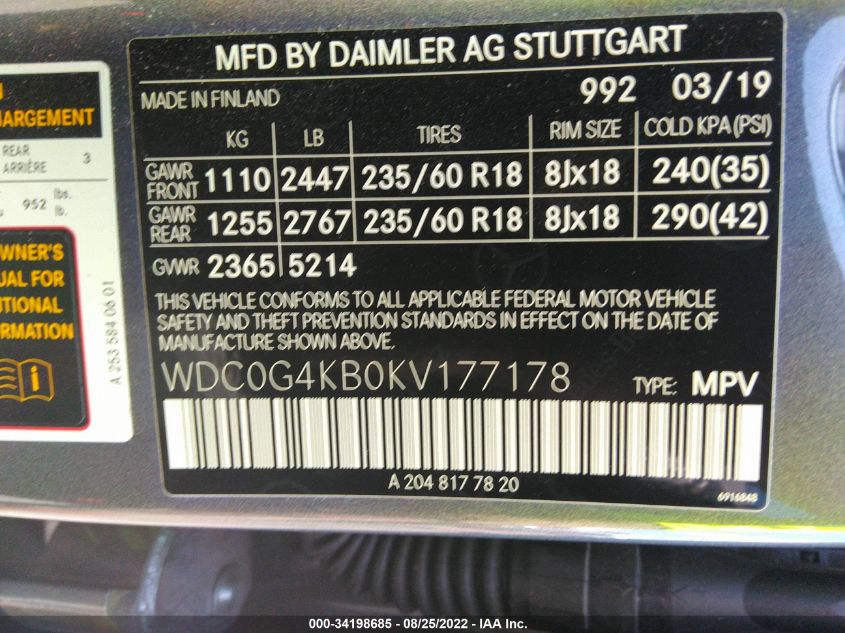 MFD BY DAIMLER AG STUTTGART
MADE IN FINLAND 992 03/19
KG LB TIRES RIM SIZE COLD KPA (PSI)
GAWR FRONT 1110 2447 235/60 R18 8Jx18 240(35)
GAWR REAR 1255 2767 235/60 R18 8Jx18 290(42)
GVWR 2365 5214
THIS VEHICLE CONFORMS TO ALL APPLICABLE FEDERAL MOTOR VEHICLE
SAFETY AND THEFT PREVENTION STANDARDS IN EFFECT ON THE DATE OF
MANUFACTURE SHOWN ABOVE.
WDC0G4KB0KV177178 TYPE: MPV
A 204 817 78 20
6916848
REAR
ARRIÈRE 3
952 lbs.
lb.
A 253 584 06 01
000-34198685 - 08/25/2022 - IAA, Inc.